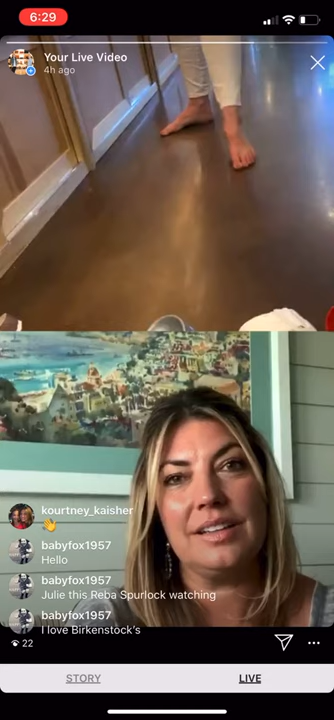 6:29
Your Live Video
4h ago
kourtney_kaisher
👋
babyfox1957
Hello
babyfox1957
Julie this Reba Spurlock watching
babyfox1957
I love Birkenstock's
22
STORY
LIVE